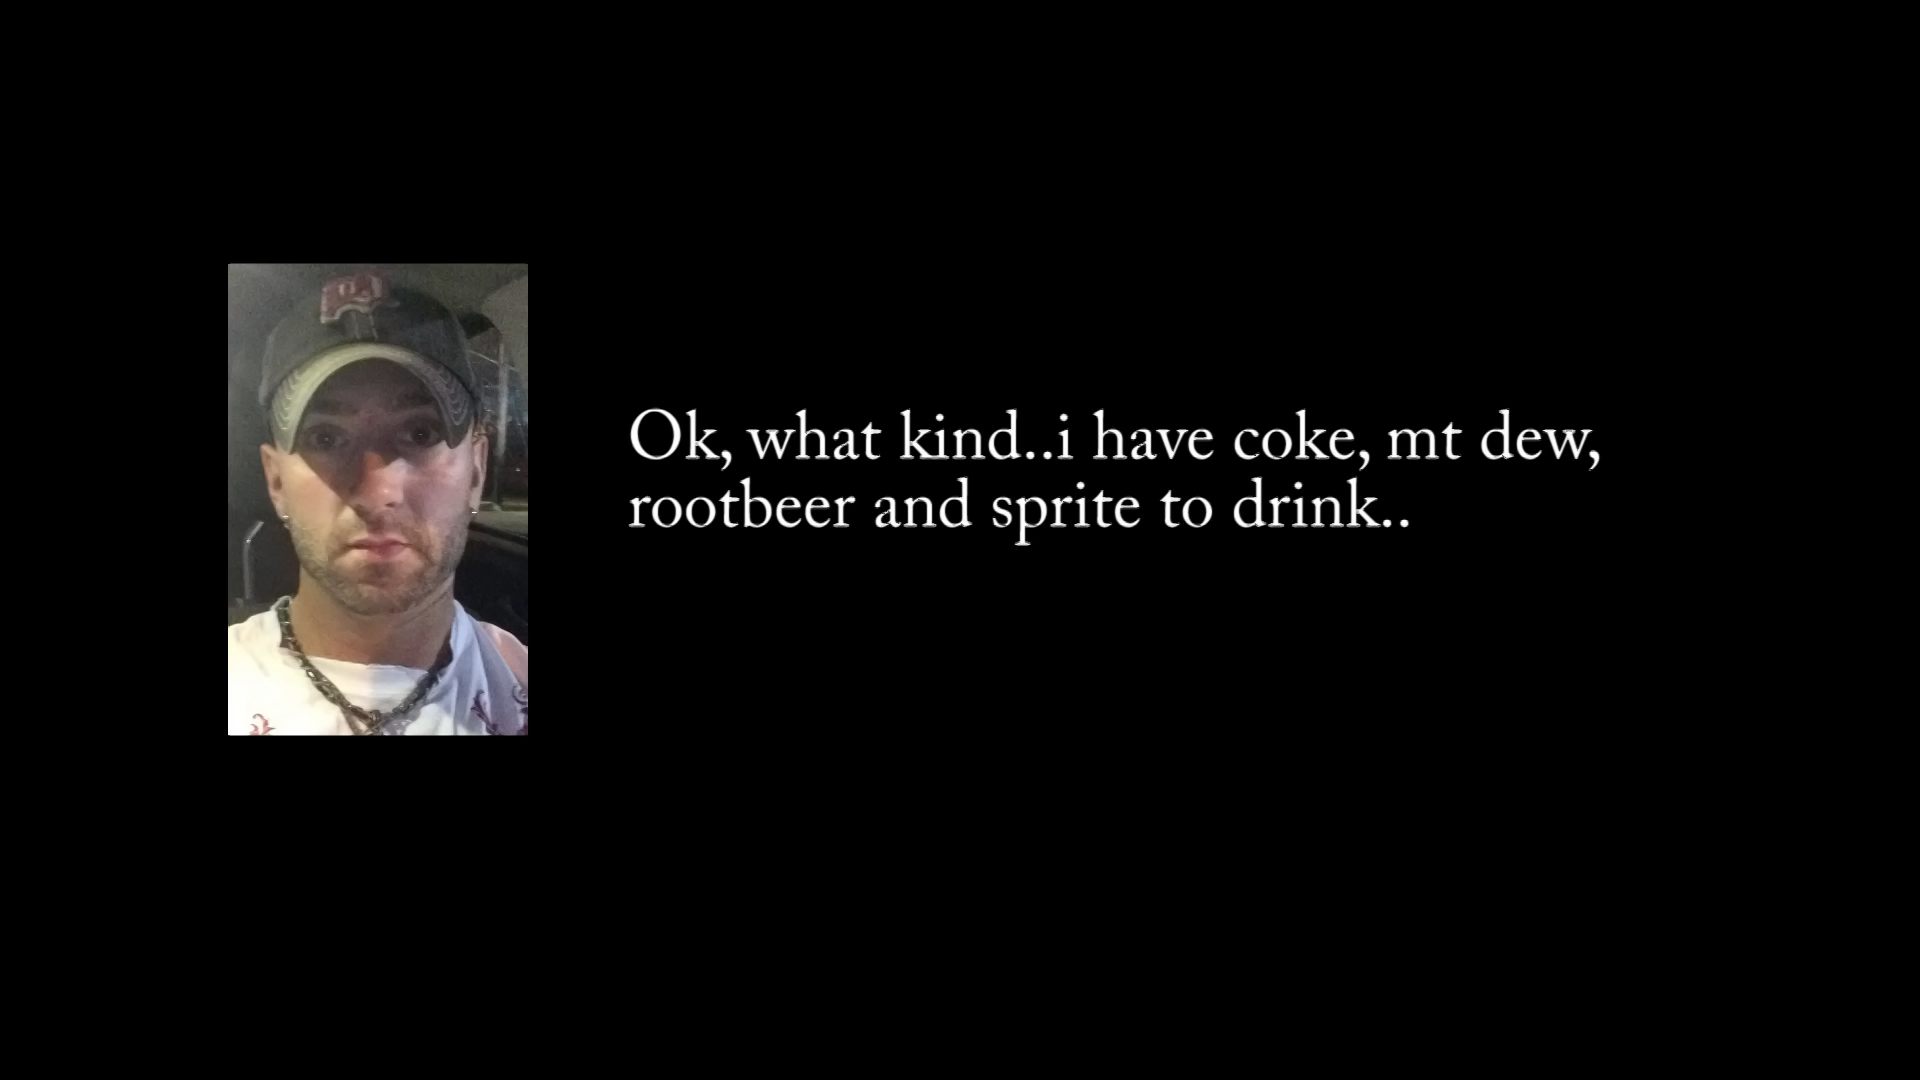 Ok, what kind..i have coke, mt dew,
rootbeer and sprite to drink..